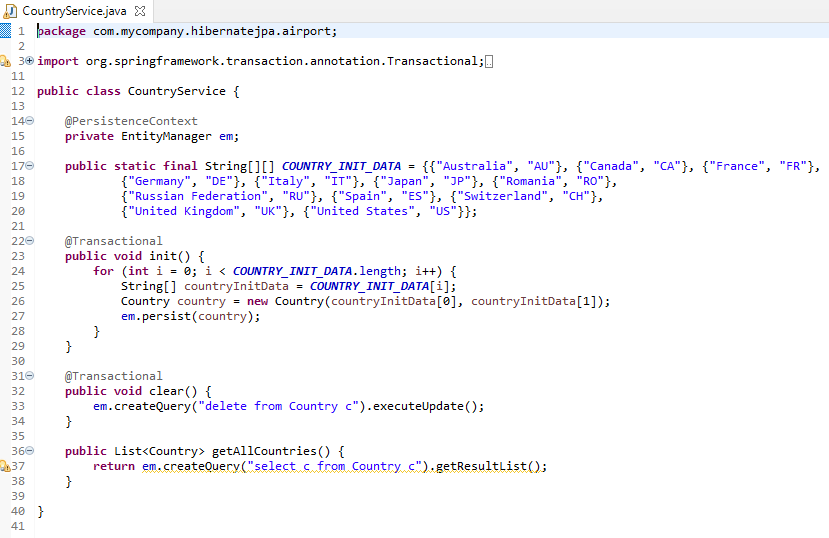 CountryService.java
1 package com.mycompany.hibernatejpa.airport;
2
3 import org.springframework.transaction.annotation.Transactional;
11
12 public class CountryService {
13
14 @PersistenceContext
15 private EntityManager em;
16
17 public static final String[][] COUNTRY_INIT_DATA = {{"Australia", "AU"}, {"Canada", "CA"}, {"France", "FR"},
18 {"Germany", "DE"}, {"Italy", "IT"}, {"Japan", "JP"}, {"Romania", "RO"},
19 {"Russian Federation", "RU"}, {"Spain", "ES"}, {"Switzerland", "CH"},
20 {"United Kingdom", "UK"}, {"United States", "US"}};
21
22 @Transactional
23 public void init() {
24 for (int i = 0; i < COUNTRY_INIT_DATA.length; i++) {
25 String[] countryInitData = COUNTRY_INIT_DATA[i];
26 Country country = new Country(countryInitData[0], countryInitData[1]);
27 em.persist(country);
28 }
29 }
30
31 @Transactional
32 public void clear() {
33 em.createQuery("delete from Country c").executeUpdate();
34 }
35
36 public List<Country> getAllCountries() {
37 return em.createQuery("select c from Country c").getResultList();
38 }
39
40 }
41